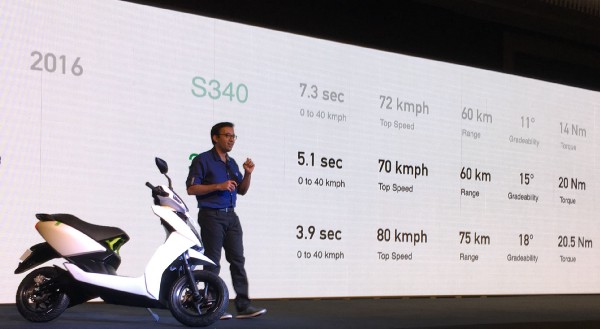 2016
S340
7.3 sec 72 kmph 60 km 11° 14 Nm
0 to 40 kmph Top Speed Range Gradeability Torque
5.1 sec 70 kmph 60 km 15° 20 Nm
0 to 40 kmph Top Speed Range Gradeability Torque
3.9 sec 80 kmph 75 km 18° 20.5 Nm
0 to 40 kmph Top Speed Range Gradeability Torque